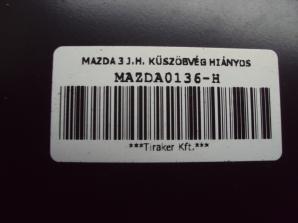 MAZDA 3 J.H. KÜSZÖBVÉG HIÁNYOS
MAZDA0136-H
***Tiraker Kft.***